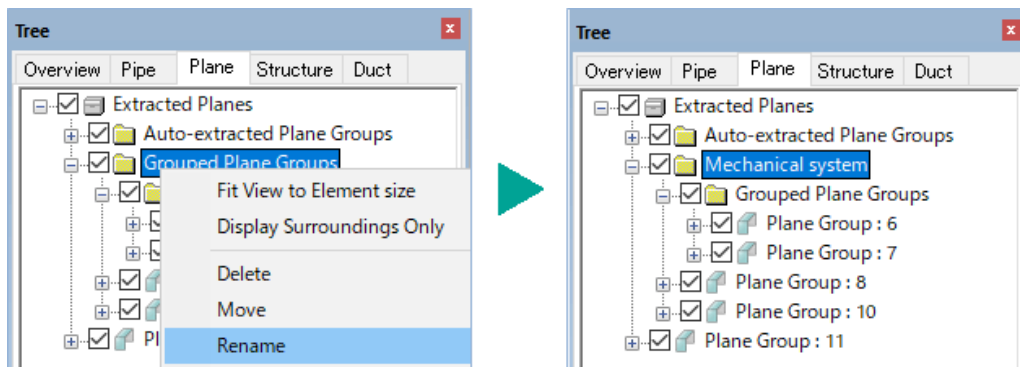 Tree
Overview Pipe Plane Structure Duct
Extracted Planes
Auto-extracted Plane Groups
Grouped Plane Groups
Fit View to Element size
Display Surroundings Only
Delete
Move
Pl
Rename
Tree
Overview Pipe Plane Structure Duct
Extracted Planes
Auto-extracted Plane Groups
Mechanical system
Grouped Plane Groups
Plane Group : 6
Plane Group : 7
Plane Group : 8
Plane Group : 10
Plane Group : 11